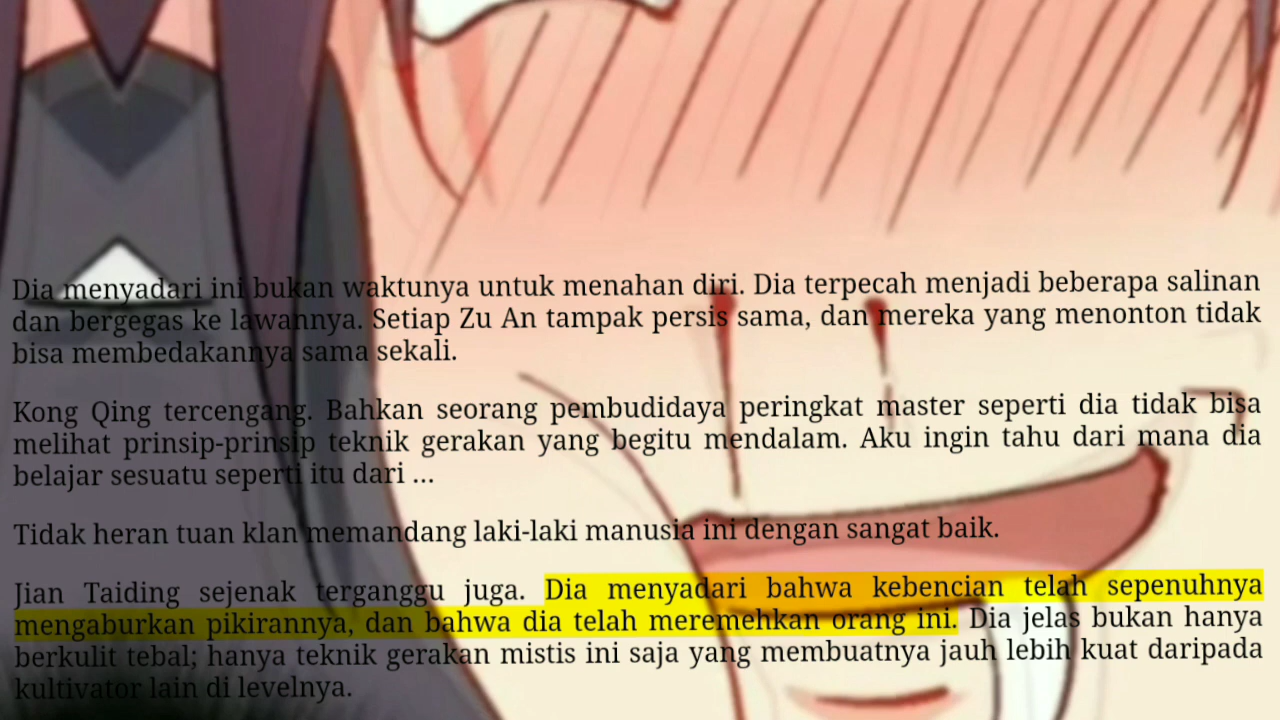 Dia menyadari ini bukan waktunya untuk menahan diri. Dia terpecah menjadi beberapa salinan
dan bergegas ke lawannya. Setiap Zu An tampak persis sama, dan mereka yang menonton tidak
bisa membedakannya sama sekali.
Kong Qing tercengang. Bahkan seorang pembudidaya peringkat master seperti dia tidak bisa
melihat prinsip-prinsip teknik gerakan yang begitu mendalam. Aku ingin tahu dari mana dia
belajar sesuatu seperti itu dari ...
Tidak heran tuan klan memandang laki-laki manusia ini dengan sangat baik.
Jian Taiding sejenak terganggu juga. Dia menyadari bahwa kebencian telah sepenuhnya
mengaburkan pikirannya, dan bahwa dia telah meremehkan orang ini. Dia jelas bukan hanya
berkulit tebal; hanya teknik gerakan mistis ini saja yang membuatnya jauh lebih kuat daripada
kultivator lain di levelnya.